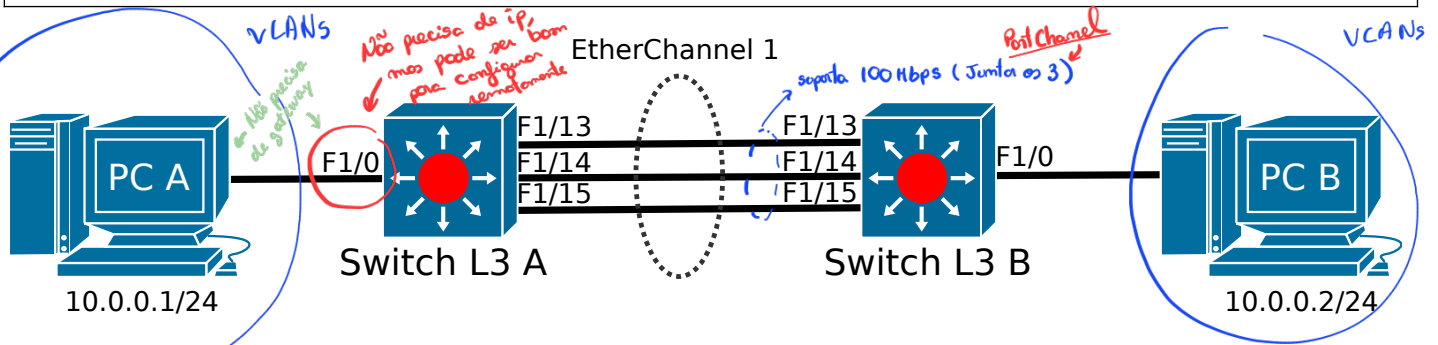 VLANs
Não precisa de ip,
mas pode ser bom
para configurar
remotamente
EtherChannel 1
PortChannel
suporta 100 Mbps (Junta os 3)
VLANs
Não precisa
de gateway
F1/0
F1/13
F1/14
F1/15
F1/13
F1/14
F1/15
F1/0
PC A
PC B
Switch L3 A
Switch L3 B
10.0.0.1/24
10.0.0.2/24